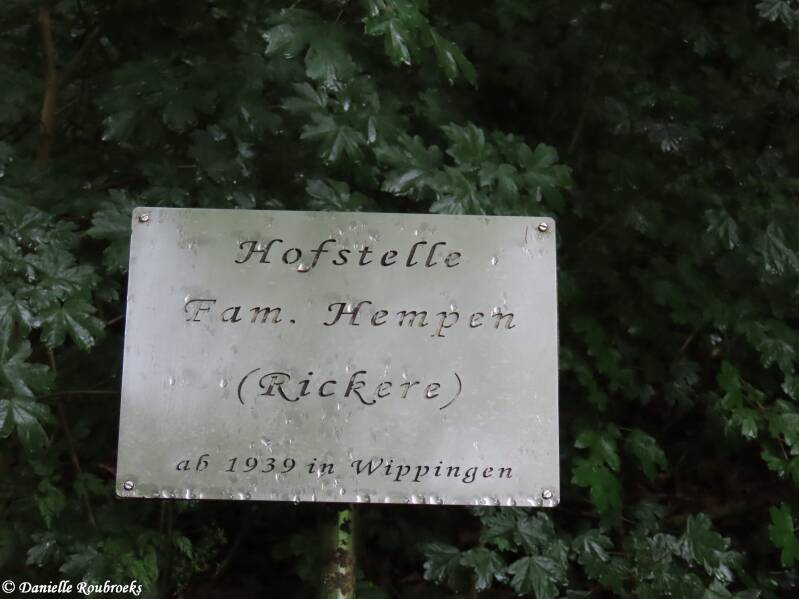 Hofstelle
Fam. Hempen
(Rickere)
ab 1939 in Wippingen
© Danielle Roubroeks